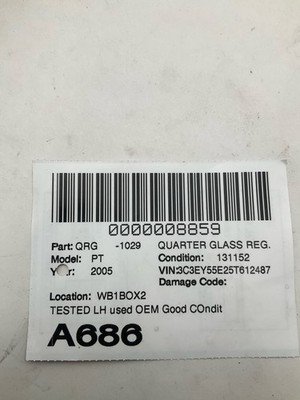 0000008859
Part: QRG -1029 QUARTER GLASS REG.
Model: PT Condition: 131152
Year: 2005 VIN:3C3EY55E25T612487
Damage Code:
Location: WB1BOX2
TESTED LH used OEM Good COndit
A686